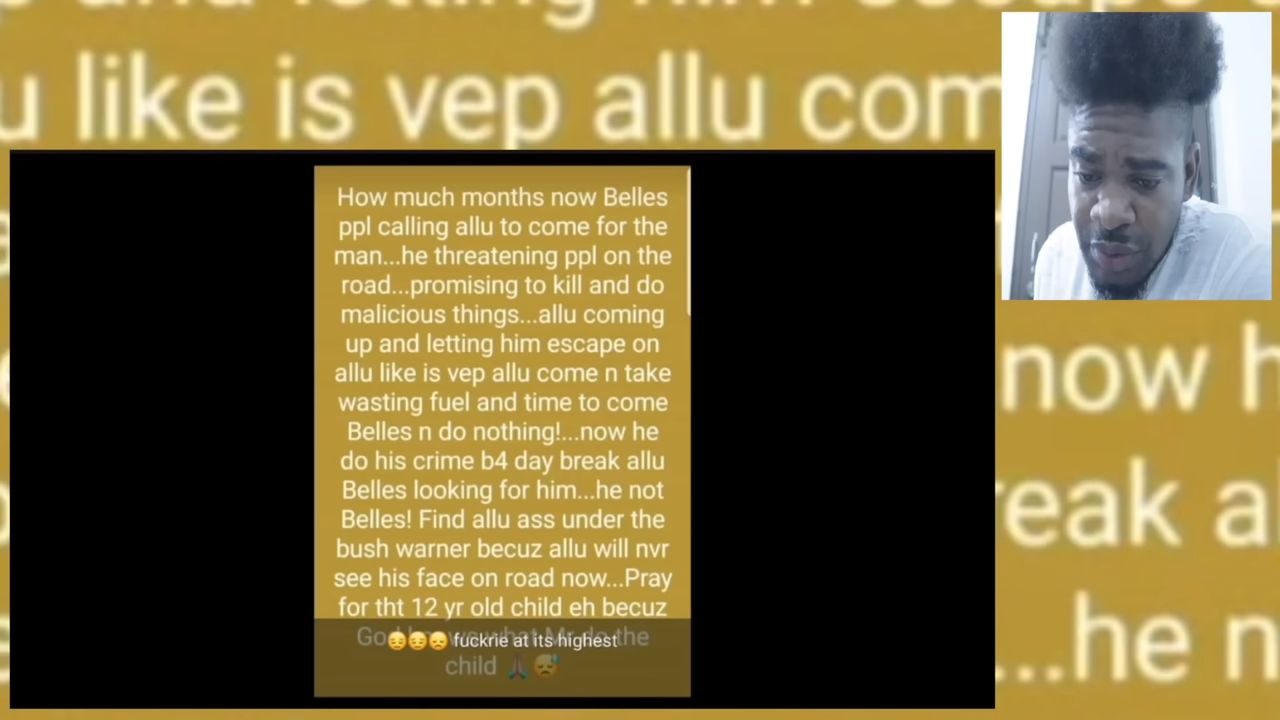 u like is vep allu com
How much months now Belles
ppl calling allu to come for the
man...he threatening ppl on the
road...promising to kill and do
malicious things...allu coming
up and letting him escape on
allu like is vep allu come n take
wasting fuel and time to come
Belles n do nothing!...now he
do his crime b4 day break allu
Belles looking for him...he not
Belles! Find allu ass under the
bush warner becuz allu will nvr
see his face on road now...Pray
for tht 12 yr old child eh becuz
😔😔😞 fuckrie at its highest
the
child 🙏🏾😅
now h
reak a
...he n